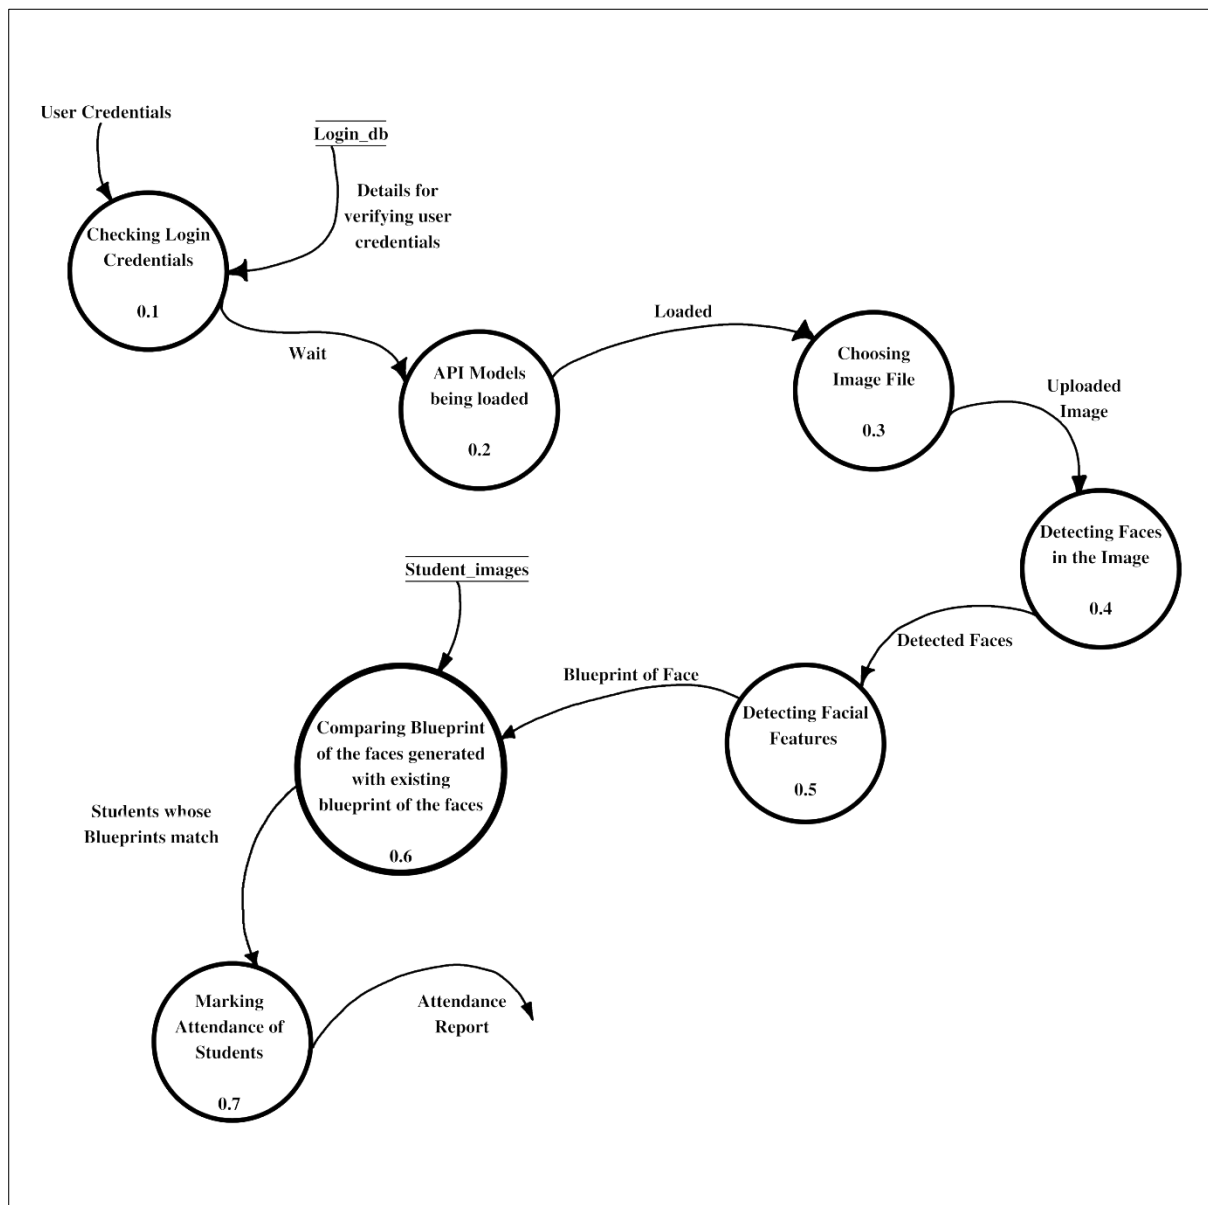 User Credentials
Login_db
Details for
verifying user
credentials
Checking Login
Credentials
0.1
Wait
API Models
being loaded
0.2
Loaded
Choosing
Image File
0.3
Uploaded
Image
Detecting Faces
in the Image
0.4
Detected Faces
Detecting Facial
Features
0.5
Blueprint of Face
Student_images
Comparing Blueprint
of the faces generated
with existing
blueprint of the faces
0.6
Students whose
Blueprints match
Marking
Attendance of
Students
0.7
Attendance
Report